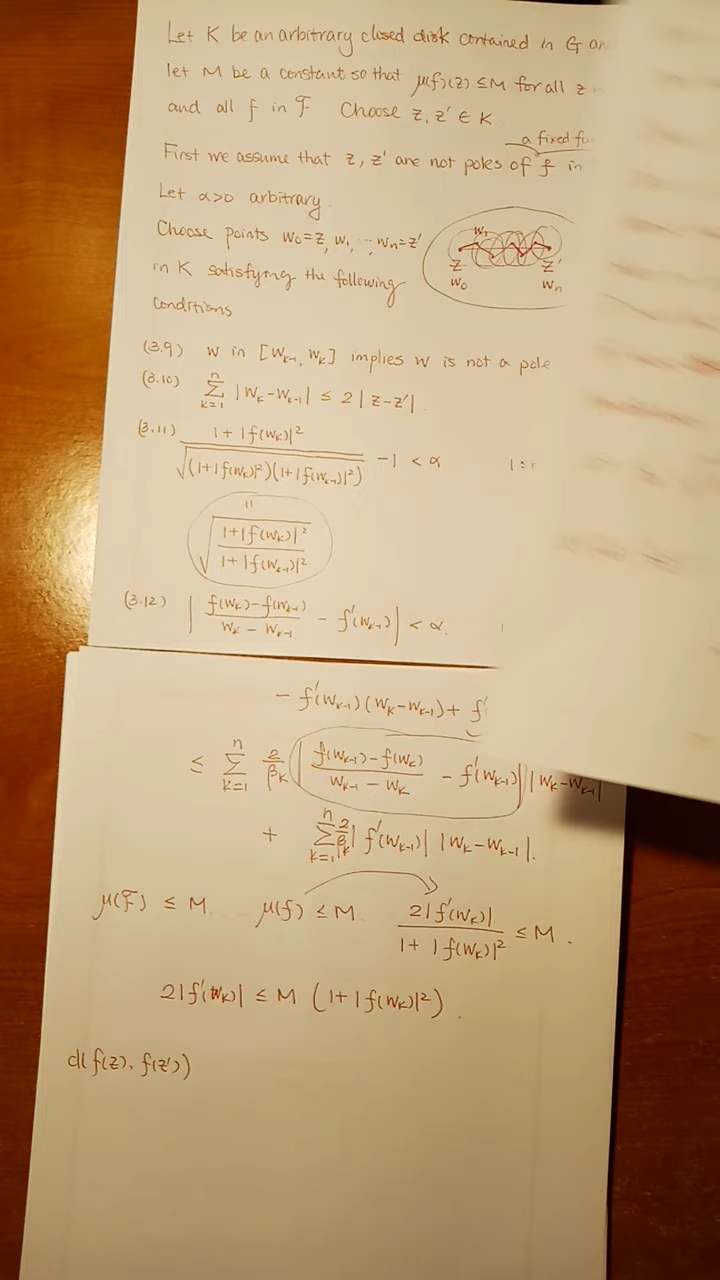 Let K be an arbitrary closed disk contained in G
let M be a constant so that μ(f)(z) ≤ M for all z
and all f in F Choose z, z' ∈ K
a fixed
First we assume that z, z' are not poles of f in
Let α>0 arbitrary.
Choose points w₀=z, w₁, ..., wₙ=z'
in K satisfying the following
conditions
w₁
z z'
w₀ wₙ
(3.9) w in [wₖ₋₁, wₖ] implies w is not a pole
(3.10) Σₖ₌₁ⁿ |wₖ-wₖ₋₁| ≤ 2|z-z'|
(3.11) (1+|f(wₖ)|²) / √((1+|f(wₖ)|²)(1+|f(wₖ₋₁)|²)) -1 < α
=
√((1+|f(wₖ)|²) / (1+|f(wₖ₋₁)|²))
(3.12) |(f(wₖ)-f(wₖ₋₁)) / (wₖ-wₖ₋₁) - f'(wₖ₋₁)| < α.
- f'(wₖ₋₁)(wₖ-wₖ₋₁) + f'
≤ Σₖ₌₁ⁿ 2/βₖ |(f(wₖ₋₁)-f(wₖ)) / (wₖ₋₁-wₖ) - f'(wₖ₋₁)| |wₖ-wₖ₋₁|
+ Σₖ₌₁ⁿ 2/βₖ |f'(wₖ₋₁)| |wₖ-wₖ₋₁|.
μ(F) ≤ M μ(f) ≤ M. 2|f'(wₖ)| / (1+|f(wₖ)|²) ≤ M.
2|f'(wₖ)| ≤ M (1+|f(wₖ)|²).
d(f(z), f(z'))